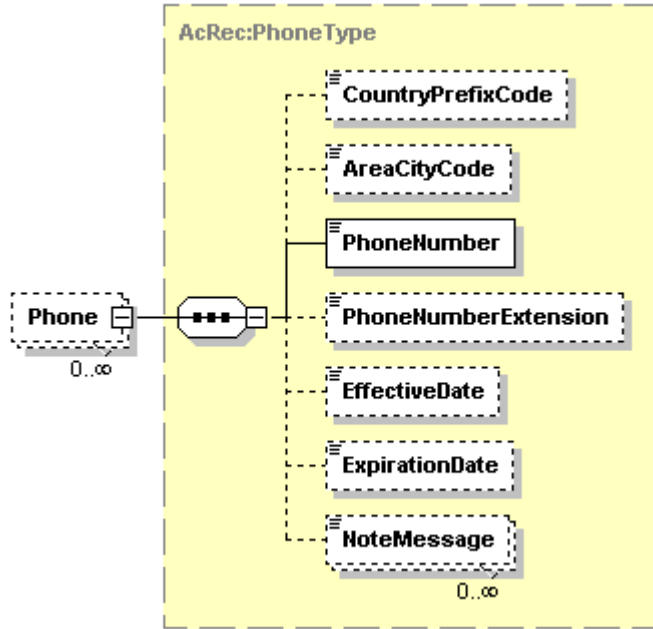 AcRec:PhoneType
CountryPrefixCode
AreaCityCode
PhoneNumber
Phone
0..∞
PhoneNumberExtension
EffectiveDate
ExpirationDate
NoteMessage
0..∞